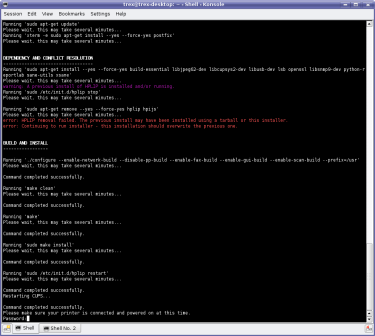 trex@trex-desktop: ~ - Shell - Konsole
Session Edit View Bookmarks Settings Help
Running 'sudo apt-get update'
Please wait, this may take several minutes...
Running 'xterm -e sudo apt-get install --yes --force-yes postfix'
Please wait, this may take several minutes...
DEPENDENCY AND CONFLICT RESOLUTION
Running 'sudo apt-get install --yes --force-yes build-essential libjpeg62-dev libcupsys2-dev libusb-dev lsb openssl libsnmp9-dev python-r
eportlab sane-utils xsane'
Please wait, this may take several minutes...
warning: A previous install of HPLIP is installed and/or running.
Running 'sudo /etc/init.d/hplip stop'
Please wait, this may take several minutes...
Running 'sudo apt-get remove --yes --force-yes hplip hpijs'
Please wait, this may take several minutes...
error: HPLIP removal failed. The previous install may have been installed using a tarball or this installer.
error: Continuing to run installer - this installation should overwrite the previous one.
BUILD AND INSTALL
Running './configure --enable-network-build --disable-pp-build --enable-fax-build --enable-gui-build --enable-scan-build --prefix=/usr'
Please wait, this may take several minutes...
Command completed successfully.
Running 'make clean'
Please wait, this may take several minutes...
Command completed successfully.
Running 'make'
Please wait, this may take several minutes...
Command completed successfully.
Running 'sudo make install'
Please wait, this may take several minutes...
Command completed successfully.
Running 'sudo /etc/init.d/hplip restart'
Please wait, this may take several minutes...
Command completed successfully.
Restarting CUPS...
Command completed successfully.
Please make sure your printer is connected and powered on at this time.
Password:
Shell Shell No. 2